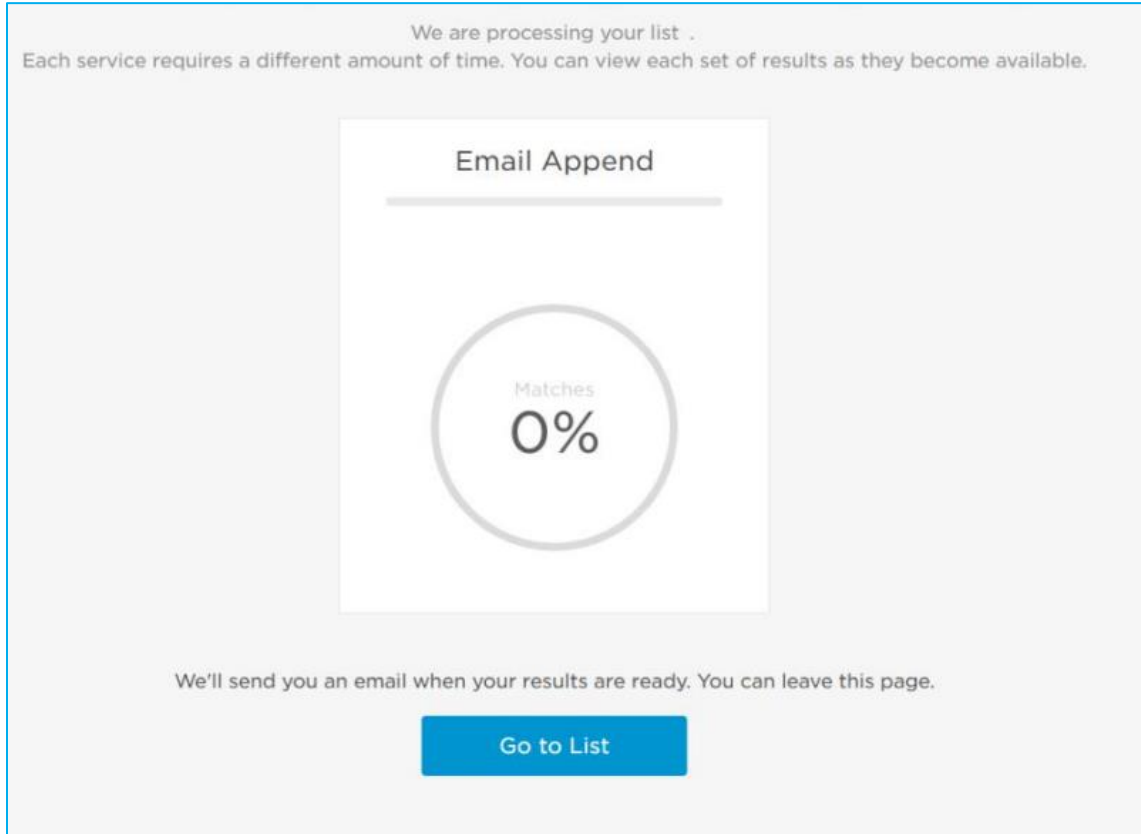 We are processing your list .
Each service requires a different amount of time. You can view each set of results as they become available.
Email Append
Matches
0%
We'll send you an email when your results are ready. You can leave this page.
Go to List